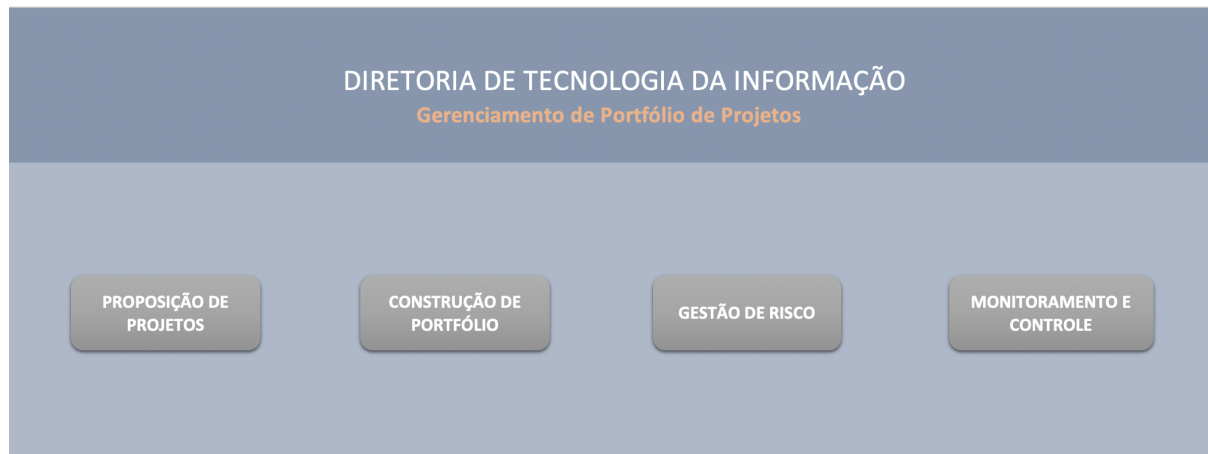 DIRETORIA DE TECNOLOGIA DA INFORMAÇÃO
Gerenciamento de Portfólio de Projetos
PROPOSIÇÃO DE
PROJETOS
CONSTRUÇÃO DE
PORTFÓLIO
GESTÃO DE RISCO
MONITORAMENTO E
CONTROLE